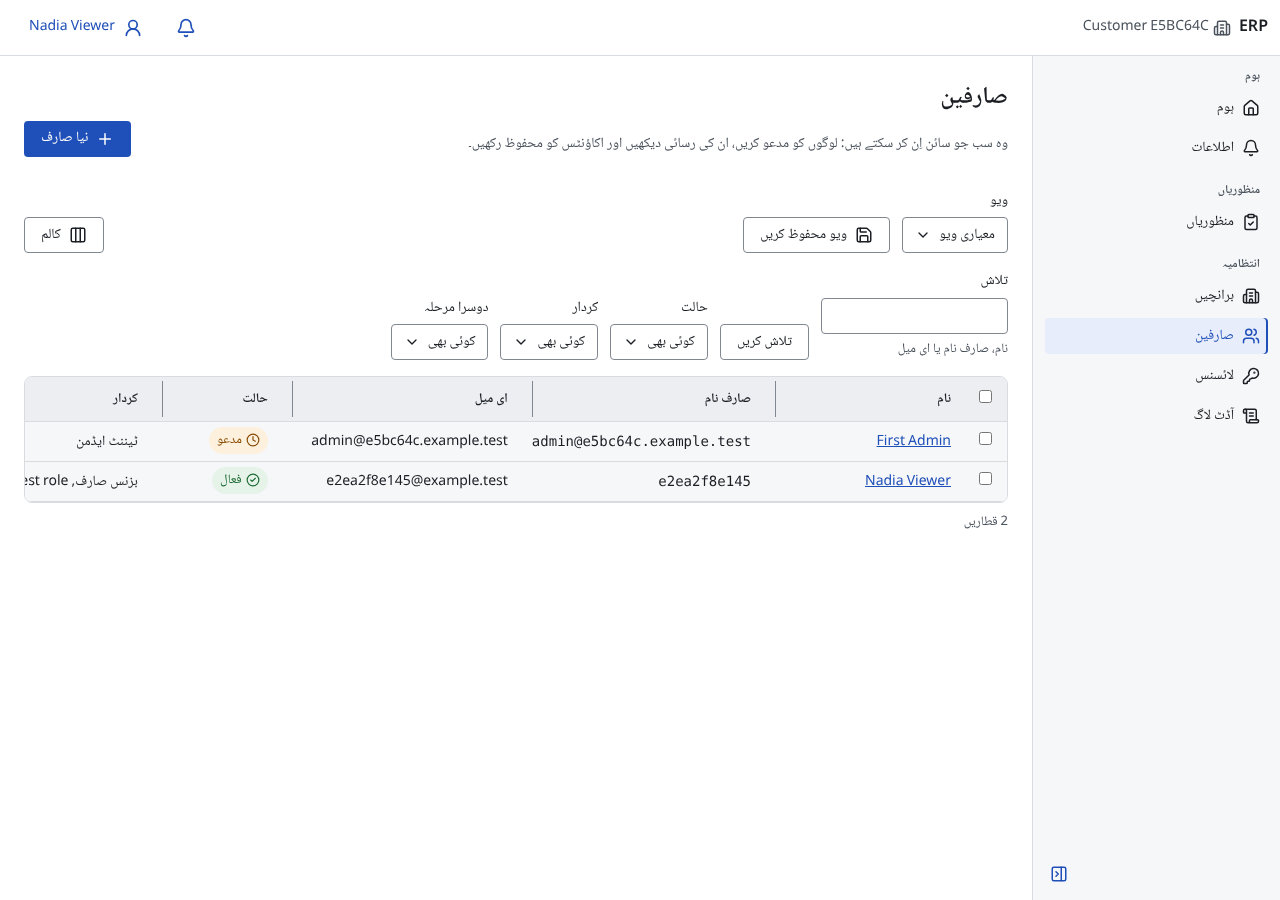 ERP
Customer E5BC64C
Nadia Viewer
ہوم
ہوم
اطلاعات
منظوریاں
منظوریاں
انتظامیہ
برانچیں
صارفین
لائسنس
آڈٹ لاگ
صارفین
وہ سب جو سائن اِن کر سکتے ہیں: لوگوں کو مدعو کریں، ان کی رسائی دیکھیں اور اکاؤنٹس کو محفوظ رکھیں۔
نیا صارف
ویو
معیاری ویو
ویو محفوظ کریں
کالم
تلاش
نام، صارف نام یا ای میل
تلاش کریں
حالت
کوئی بھی
کردار
کوئی بھی
دوسرا مرحلہ
کوئی بھی
نام صارف نام ای میل حالت کردار
First Admin admin@e5bc64c.example.test admin@e5bc64c.example.test مدعو ٹیننٹ ایڈمن
Nadia Viewer e2ea2f8e145 e2ea2f8e145@example.test فعال بزنس صارف, est role
2 قطاریں